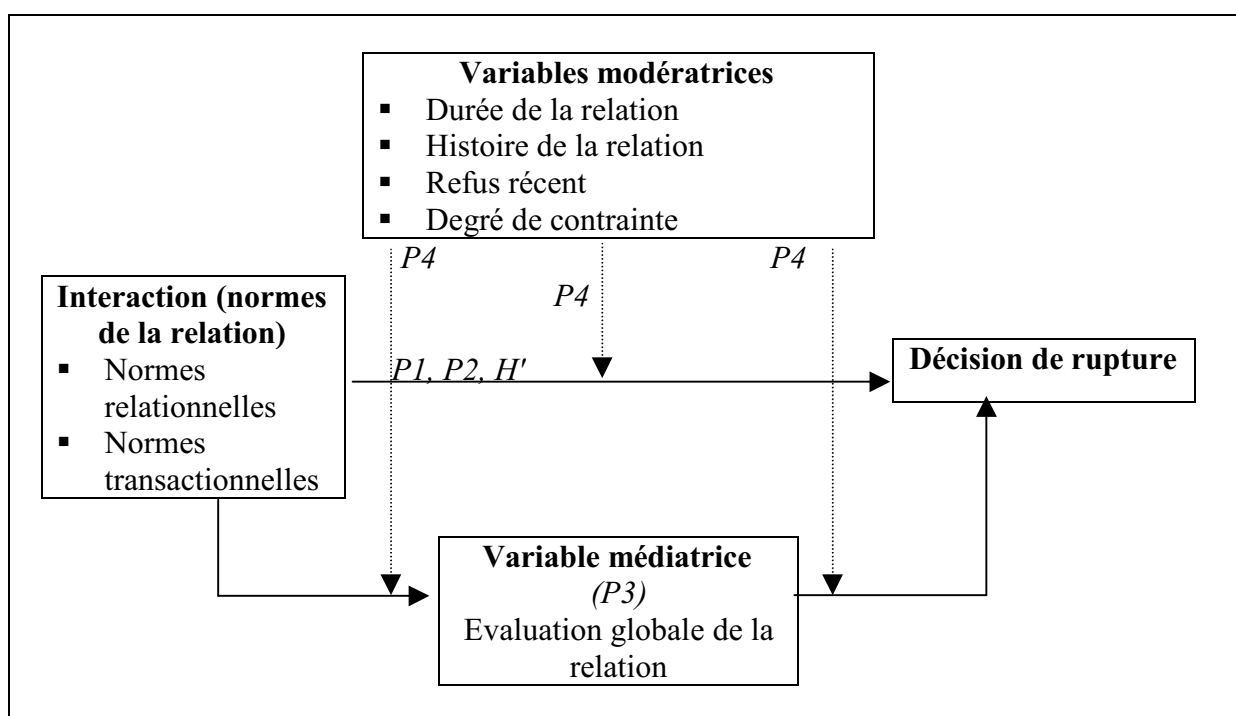 Variables modératrices
▪ Durée de la relation
▪ Histoire de la relation
▪ Refus récent
▪ Degré de contrainte
P4
P4
P4
Interaction (normes
de la relation)
▪ Normes
relationnelles
▪ Normes
transactionnelles
P1, P2, H'
Décision de rupture
Variable médiatrice
(P3)
Evaluation globale de la
relation